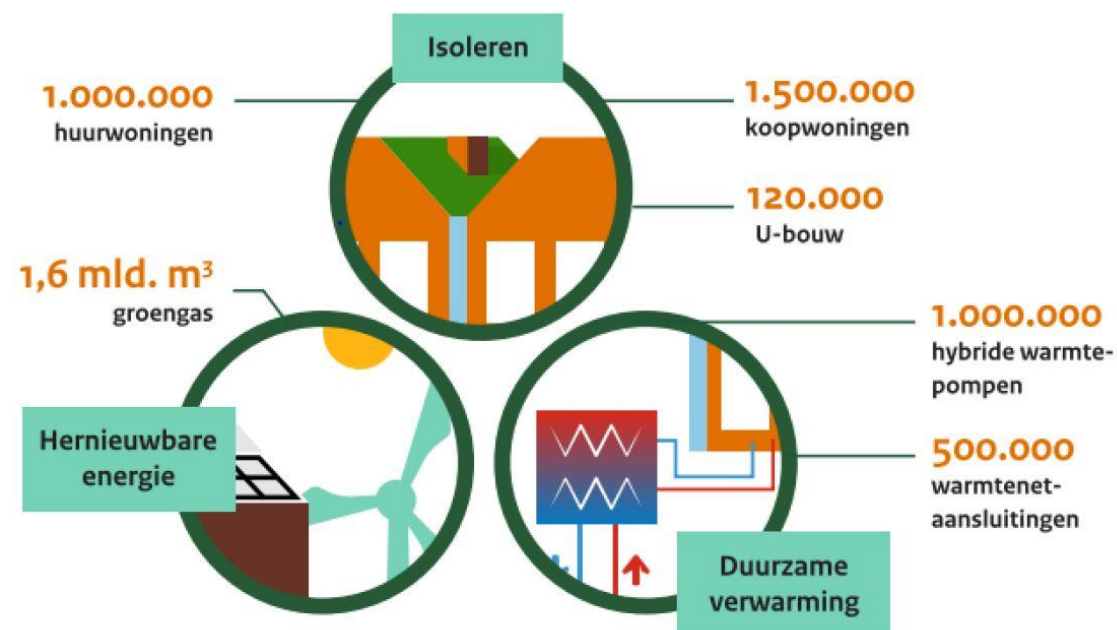 Isoleren
1.000.000
huurwoningen
1.500.000
koopwoningen
120.000
U-bouw
1,6 mld. m³
groengas
Hernieuwbare
energie
1.000.000
hybride warmte-
pompen
500.000
warmtenet-
aansluitingen
Duurzame
verwarming